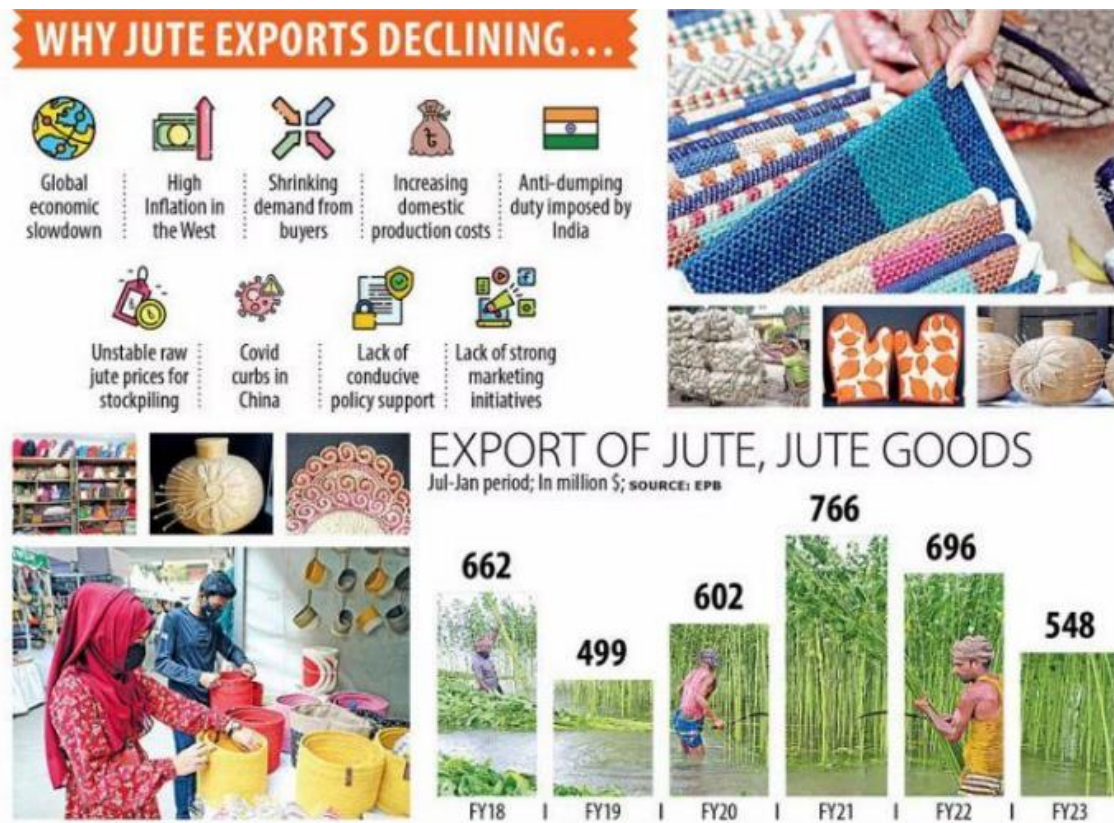 WHY JUTE EXPORTS DECLINING...
Global
economic
slowdown
High
Inflation in
the West
Shrinking
demand from
buyers
Increasing
domestic
production costs
Anti-dumping
duty imposed by
India
Unstable raw
jute prices for
stockpiling
Covid
curbs in
China
Lack of
conducive
policy support
Lack of strong
marketing
initiatives
EXPORT OF JUTE, JUTE GOODS
Jul-Jan period; In million $; SOURCE: EPB
662
499
602
766
696
548
FY18 | FY19 | FY20 | FY21 | FY22 | FY23